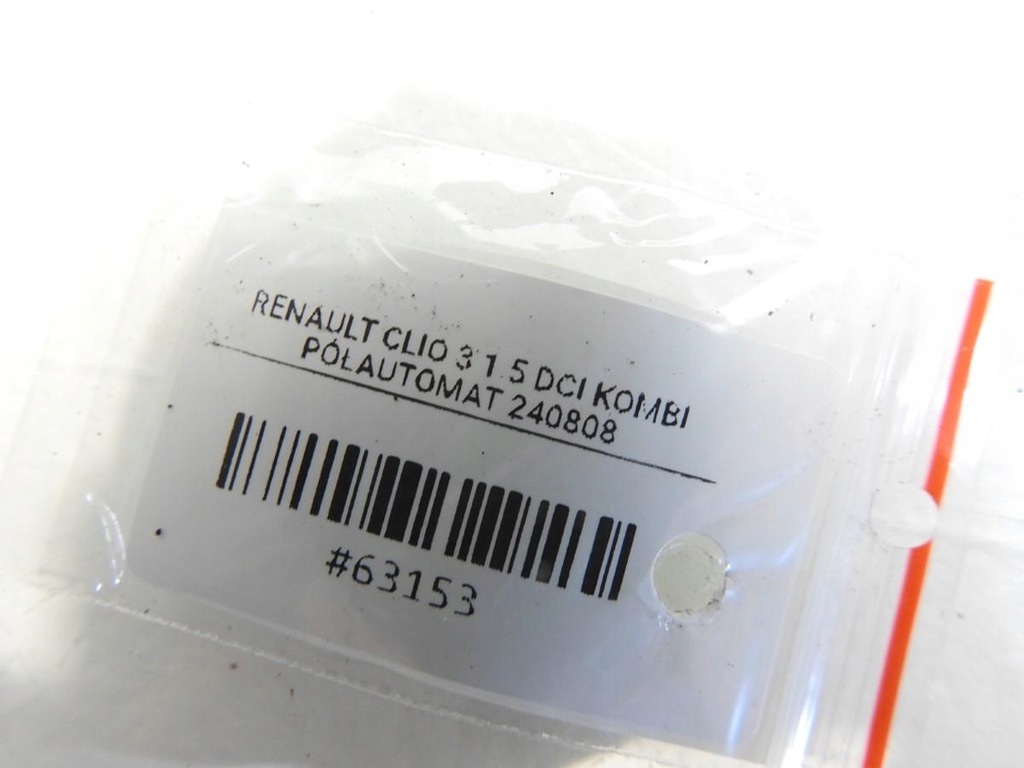 RENAULT CLIO 3 1.5 DCI KOMBI
PÓŁAUTOMAT 240808
#63153